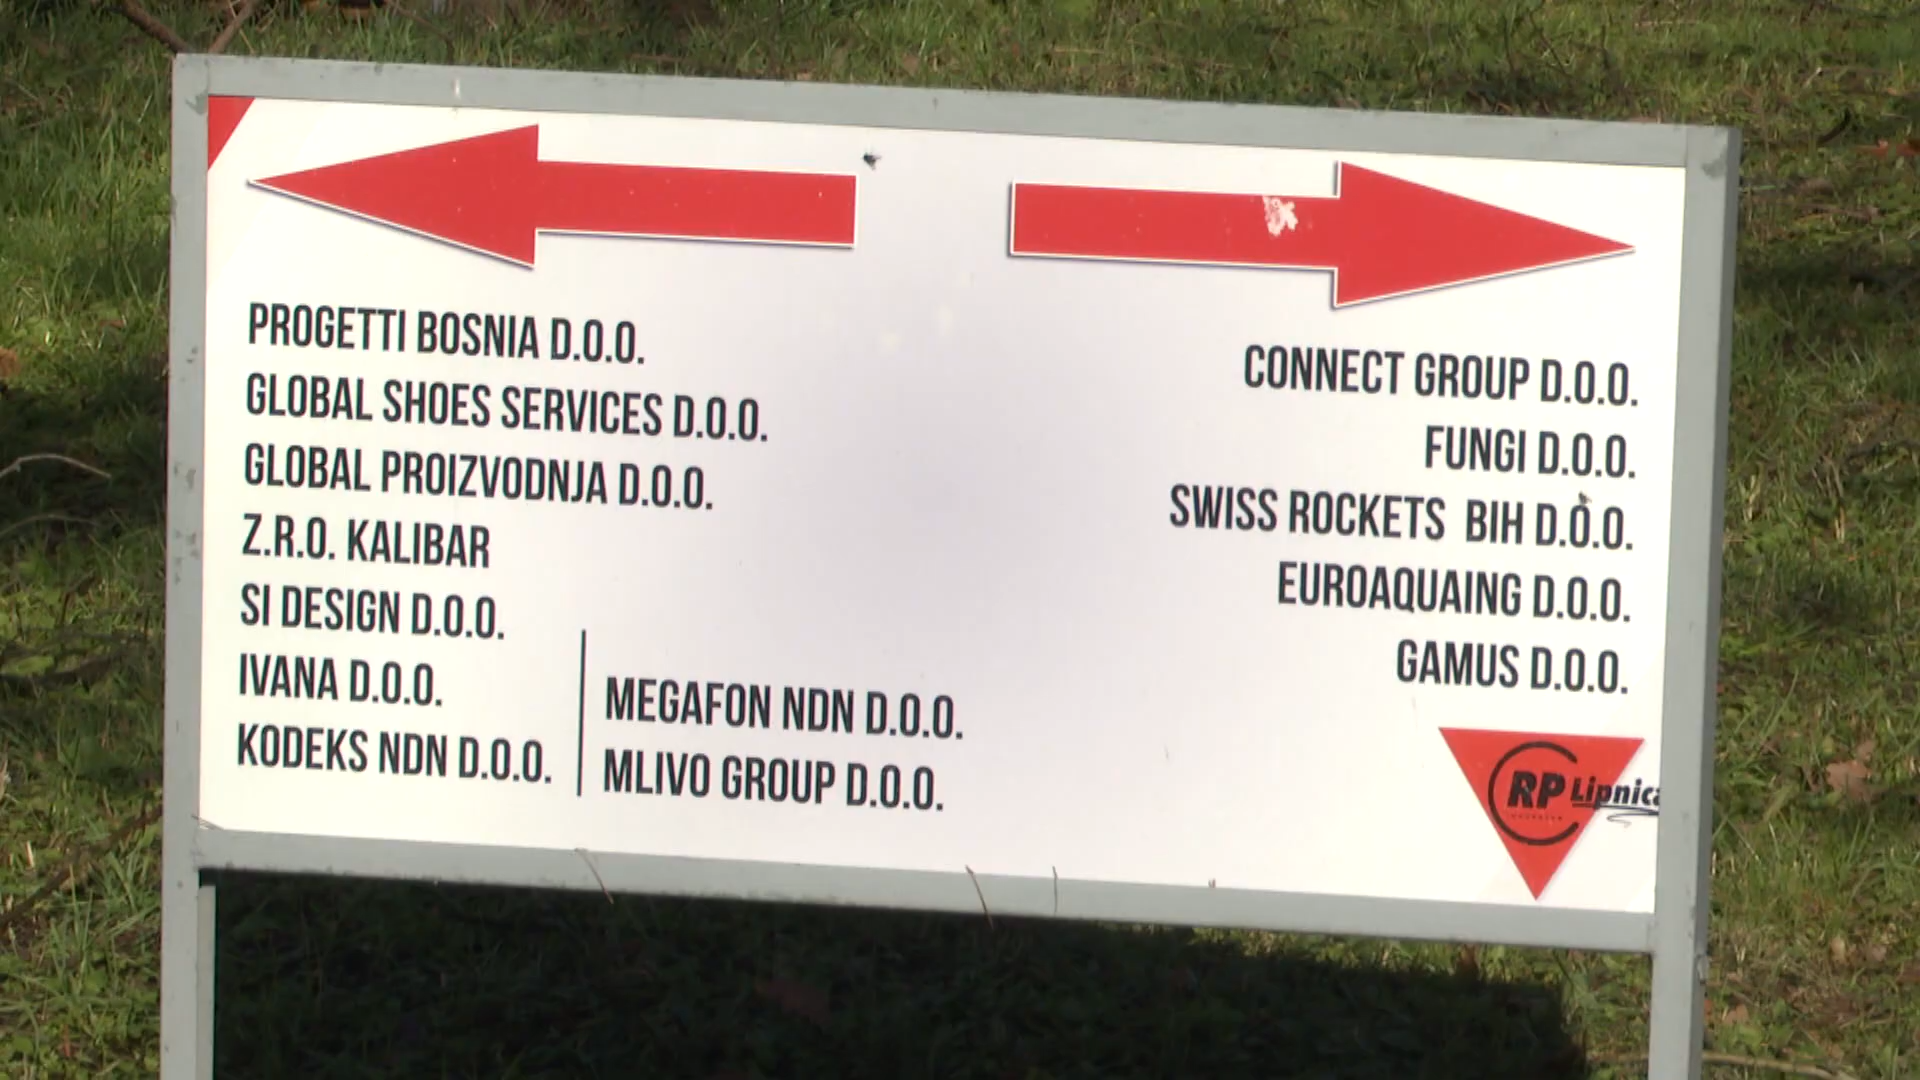 PROGETTI BOSNIA D.O.O.
GLOBAL SHOES SERVICES D.O.O.
GLOBAL PROIZVODNJA D.O.O.
Z.R.O. KALIBAR
SI DESIGN D.O.O.
IVANA D.O.O.
KODEKS NDN D.O.O.
MEGAFON NDN D.O.O.
MLIVO GROUP D.O.O.
CONNECT GROUP D.O.O.
FUNGI D.O.O.
SWISS ROCKETS BIH D.O.O.
EUROAQUAING D.O.O.
GAMUS D.O.O.
RP Lipnica